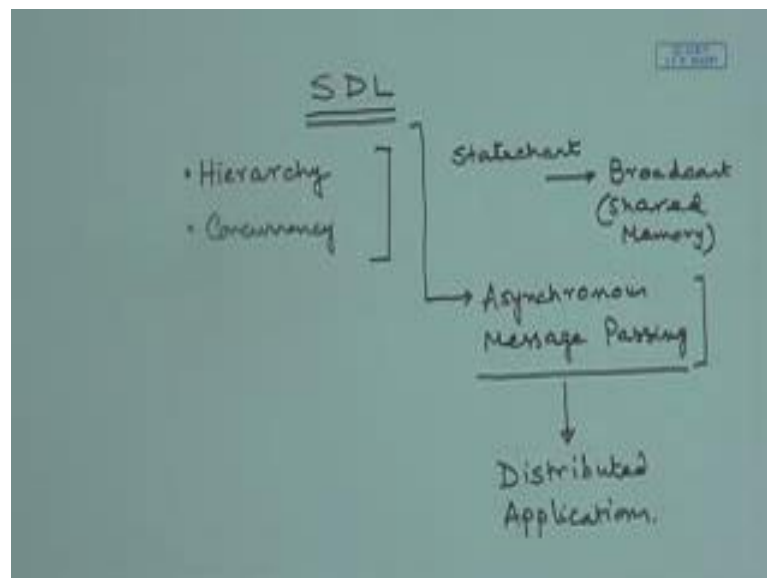 SDL
• Hierarchy
• Concurrency
Statechart
→ Broadcast
(Shared
Memory)
→ Asynchronous
Message Passing
Distributed
Applications.